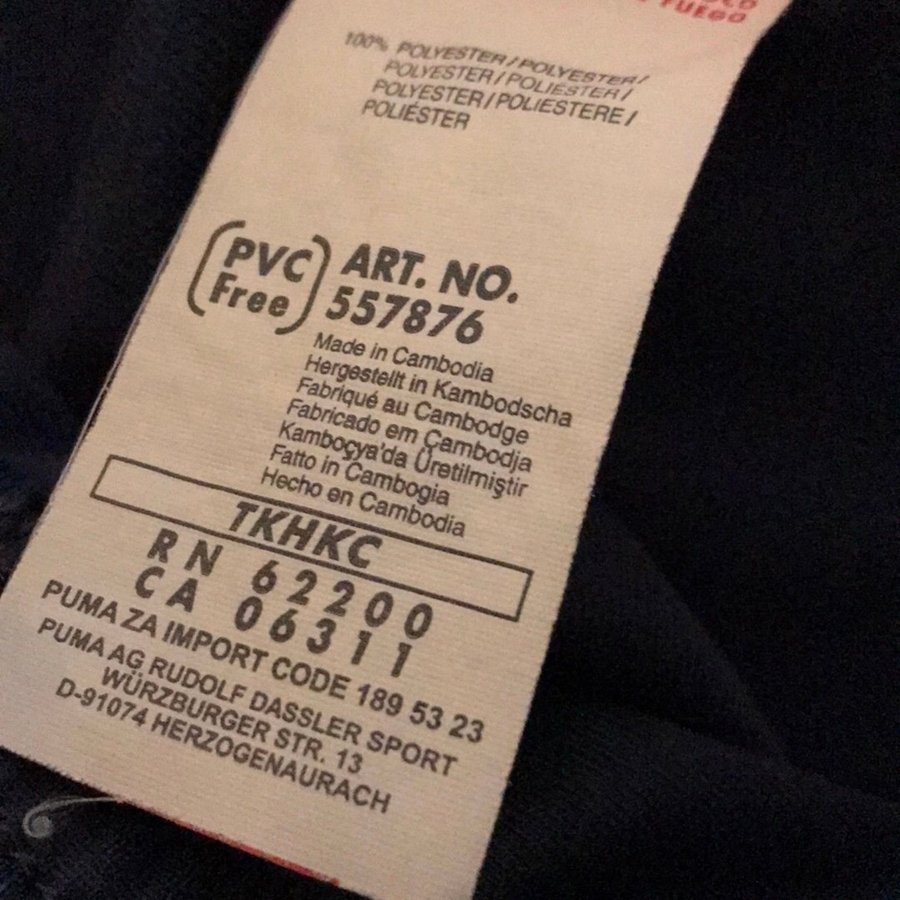 FUEGO
100% POLYESTER/POLYESTER/
POLYESTER/POLIÉSTER/
POLYESTER/POLIESTERE/
POLIÉSTER
PVC
Free
ART. NO.
557876
Made in Cambodia
Hergestellt in Kambodscha
Fabriqué au Cambodge
Fabricado em Cambodja
Kamboçya'da Üretilmiştir
Fatto in Cambogia
Hecho en Cambodia
TKHKC
RN 62200
CA 06311
PUMA ZA IMPORT CODE 189 53 23
PUMA AG RUDOLF DASSLER SPORT
WÜRZBURGER STR. 13
D-91074 HERZOGENAURACH